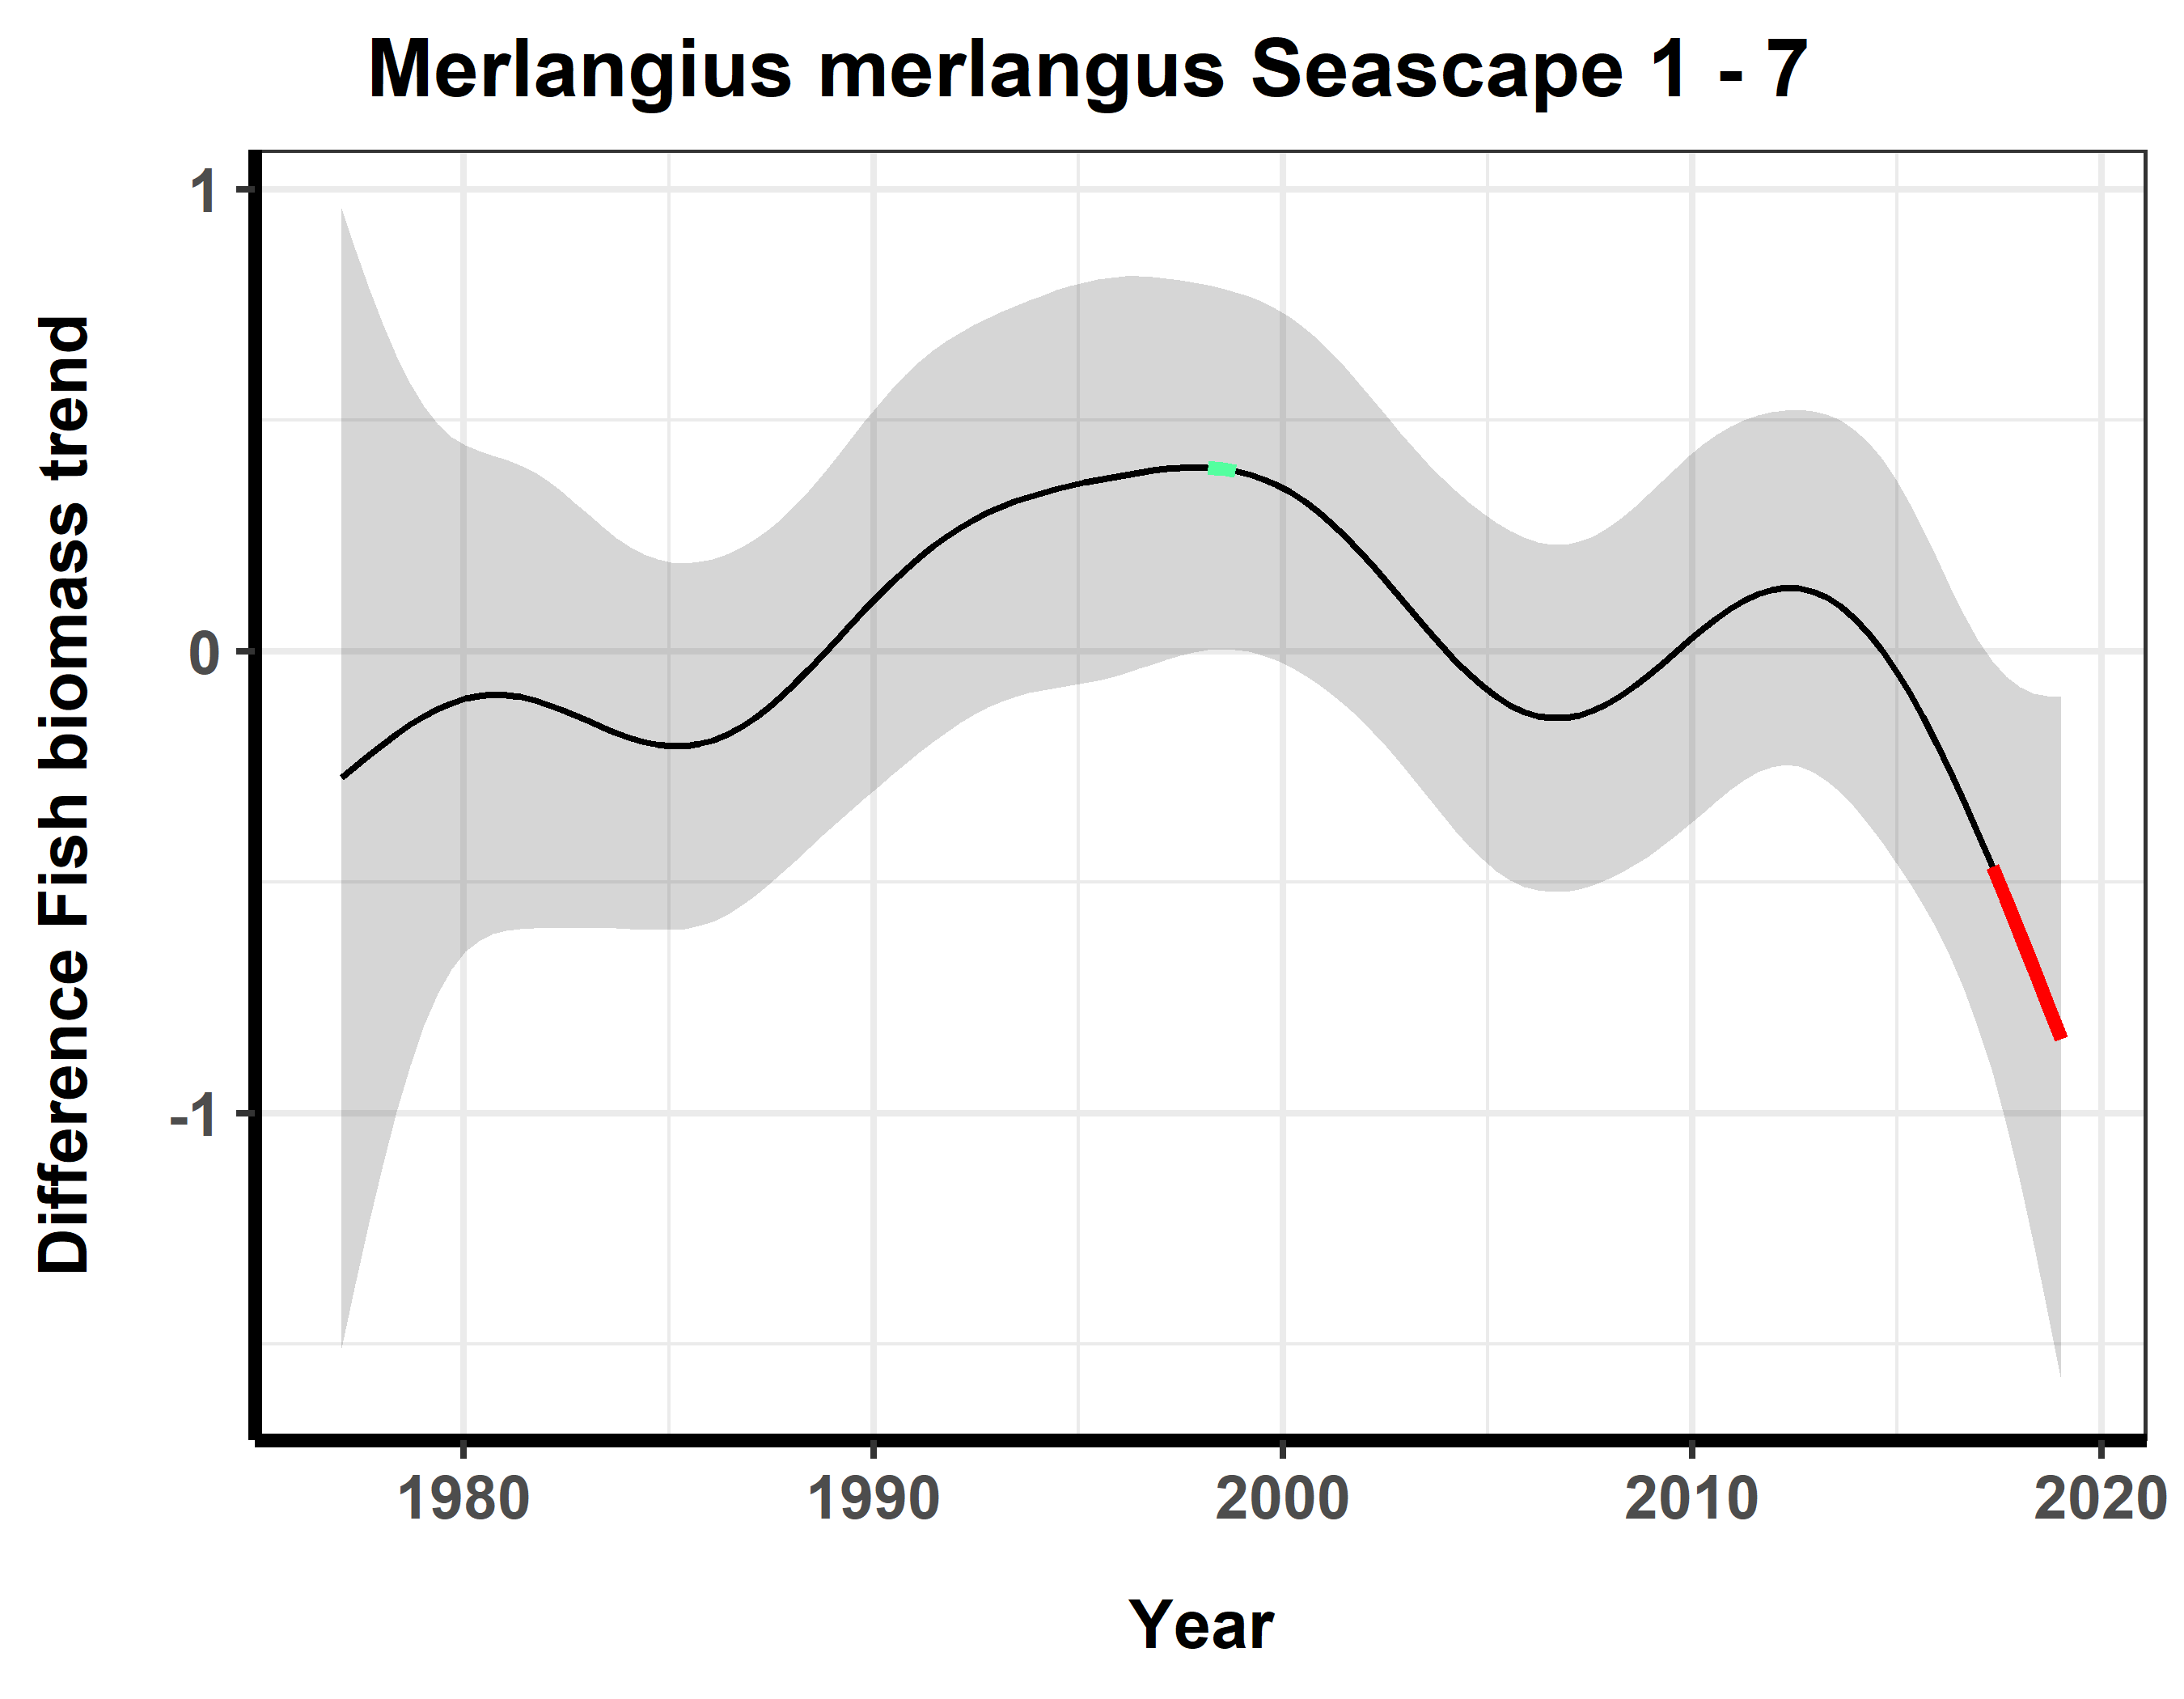 Merlangius merlangus Seascape 1 - 7
Difference Fish biomass trend
1
0
-1
1980 1990 2000 2010 2020
Year